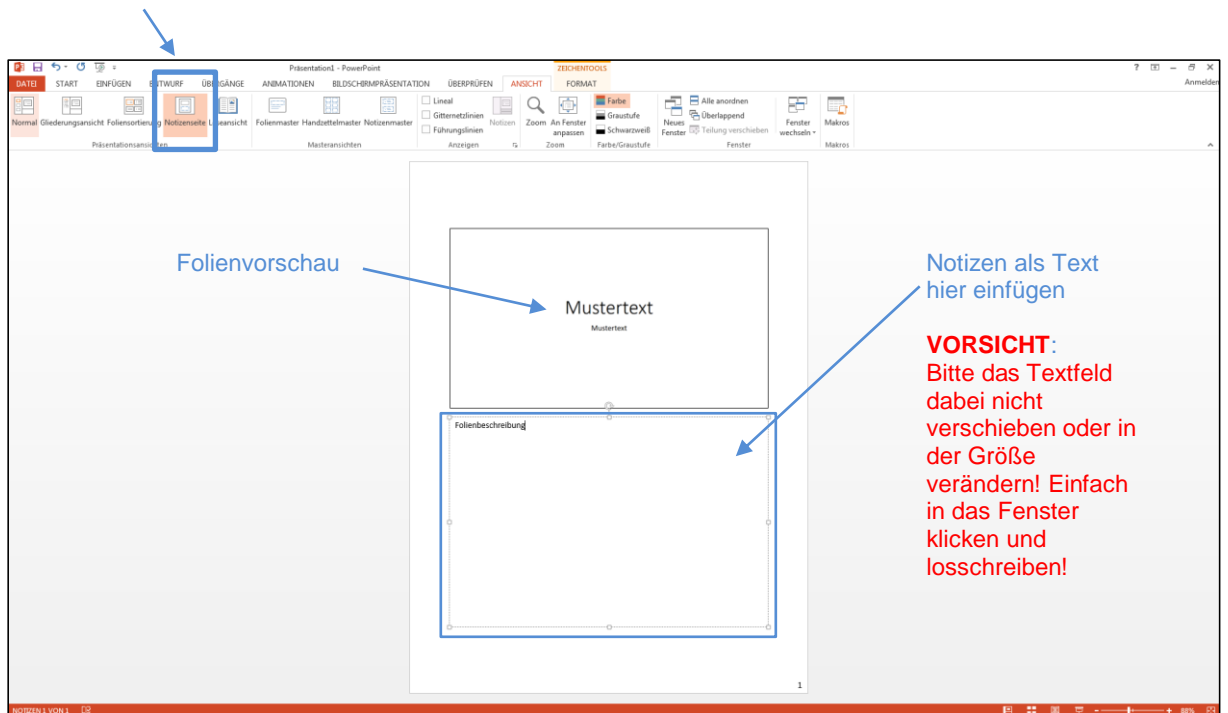 Präsentation1 - PowerPoint
ZEICHENTOOLS
Anmelden
DATEI START EINFÜGEN ENTWURF ÜBERGÄNGE ANIMATIONEN BILDSCHIRMPRÄSENTATION ÜBERPRÜFEN ANSICHT FORMAT
Normal Gliederungsansicht Foliensortierung Notizenseite Leseansicht
Präsentationsansichten
Folienmaster Handzettelmaster Notizenmaster
Masteransichten
Lineal
Gitternetzlinien
Führungslinien
Notizen
Anzeigen
Zoom An Fenster
anpassen
Zoom
Farbe
Graustufe
Schwarzweiß
Farbe/Graustufe
Neues
Fenster
Alle anordnen
Überlappend
Teilung verschieben
Fenster
wechseln
Fenster
Makros
Makros
Folienvorschau
Mustertext
Mustertext
Folienbeschreibung
Notizen als Text
hier einfügen
VORSICHT:
Bitte das Textfeld
dabei nicht
verschieben oder in
der Größe
verändern! Einfach
in das Fenster
klicken und
losschreiben!
1
NOTIZEN 1 VON 1
88%